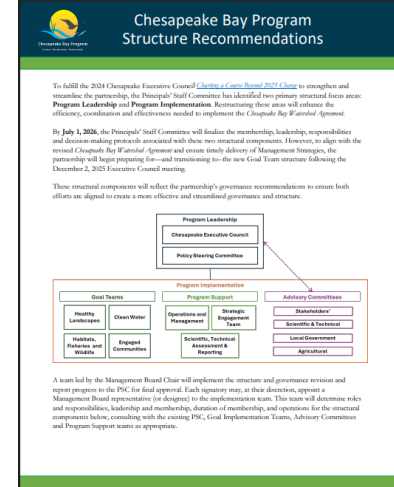 Chesapeake Bay Program
Structure Recommendations
Chesapeake Bay Program
To fulfill the 2024 Chesapeake Executive Council Charting a Course Beyond 2025 Charge to strengthen and
streamline the partnership, the Principals' Staff Committee has identified two primary structural focus areas:
Program Leadership and Program Implementation. Restructuring these areas will enhance the
efficiency, coordination and effectiveness needed to implement the Chesapeake Bay Watershed Agreement.
By July 1, 2026, the Principals' Staff Committee will finalize the membership, leadership, responsibilities
and decision-making protocols associated with these two structural components. However, to align with the
revised Chesapeake Bay Watershed Agreement and ensure timely delivery of Management Strategies, the
partnership will begin preparing for—and transitioning to—the new Goal Team structure following the
December 2, 2025 Executive Council meeting.
These structural components will reflect the partnership's governance recommendations to ensure both
efforts are aligned to create a more effective and streamlined governance and structure.
Program Leadership
Chesapeake Executive Council
Policy Steering Committee
Program Implementation
Goal Teams
Healthy
Landscapes
Clean Water
Habitats,
Fisheries and
Wildlife
Engaged
Communities
Program Support
Operations and
Management
Strategic
Engagement
Team
Scientific, Technical
Assessment &
Reporting
Advisory Committees
Stakeholders'
Scientific & Technical
Local Government
Agricultural
A team led by the Management Board Chair will implement the structure and governance revision and
report progress to the PSC for final approval. Each signatory may, at their discretion, appoint a
Management Board representative (or designee) to the implementation team. This team will determine roles
and responsibilities, leadership and membership, duration of membership, and operations for the structural
components below, consulting with the existing PSC, Goal Implementation Teams, Advisory Committees
and Program Support teams as appropriate.